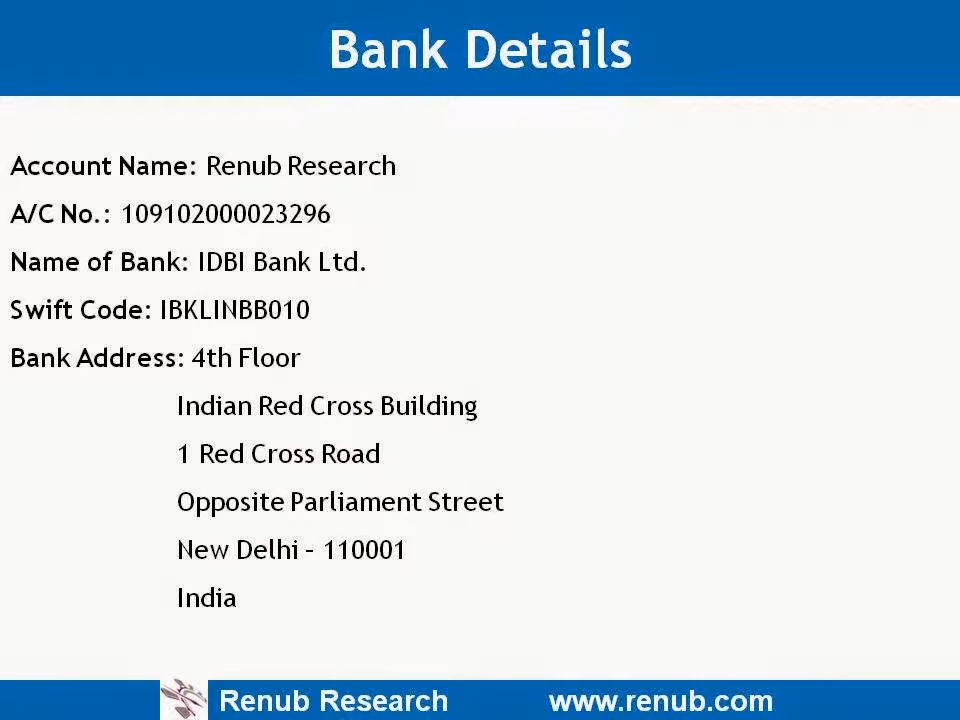 Bank Details
Account Name: Renub Research
A/C No.: 109102000023296
Name of Bank: IDBI Bank Ltd.
Swift Code: IBKLINBB010
Bank Address: 4th Floor
Indian Red Cross Building
1 Red Cross Road
Opposite Parliament Street
New Delhi – 110001
India
Renub Research www.renub.com